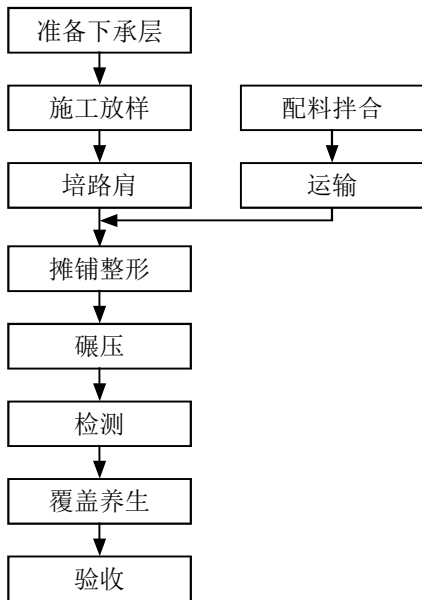 准备下承层
施工放样
配料拌合
培路肩
运输
摊铺整形
碾压
检测
覆盖养生
验收